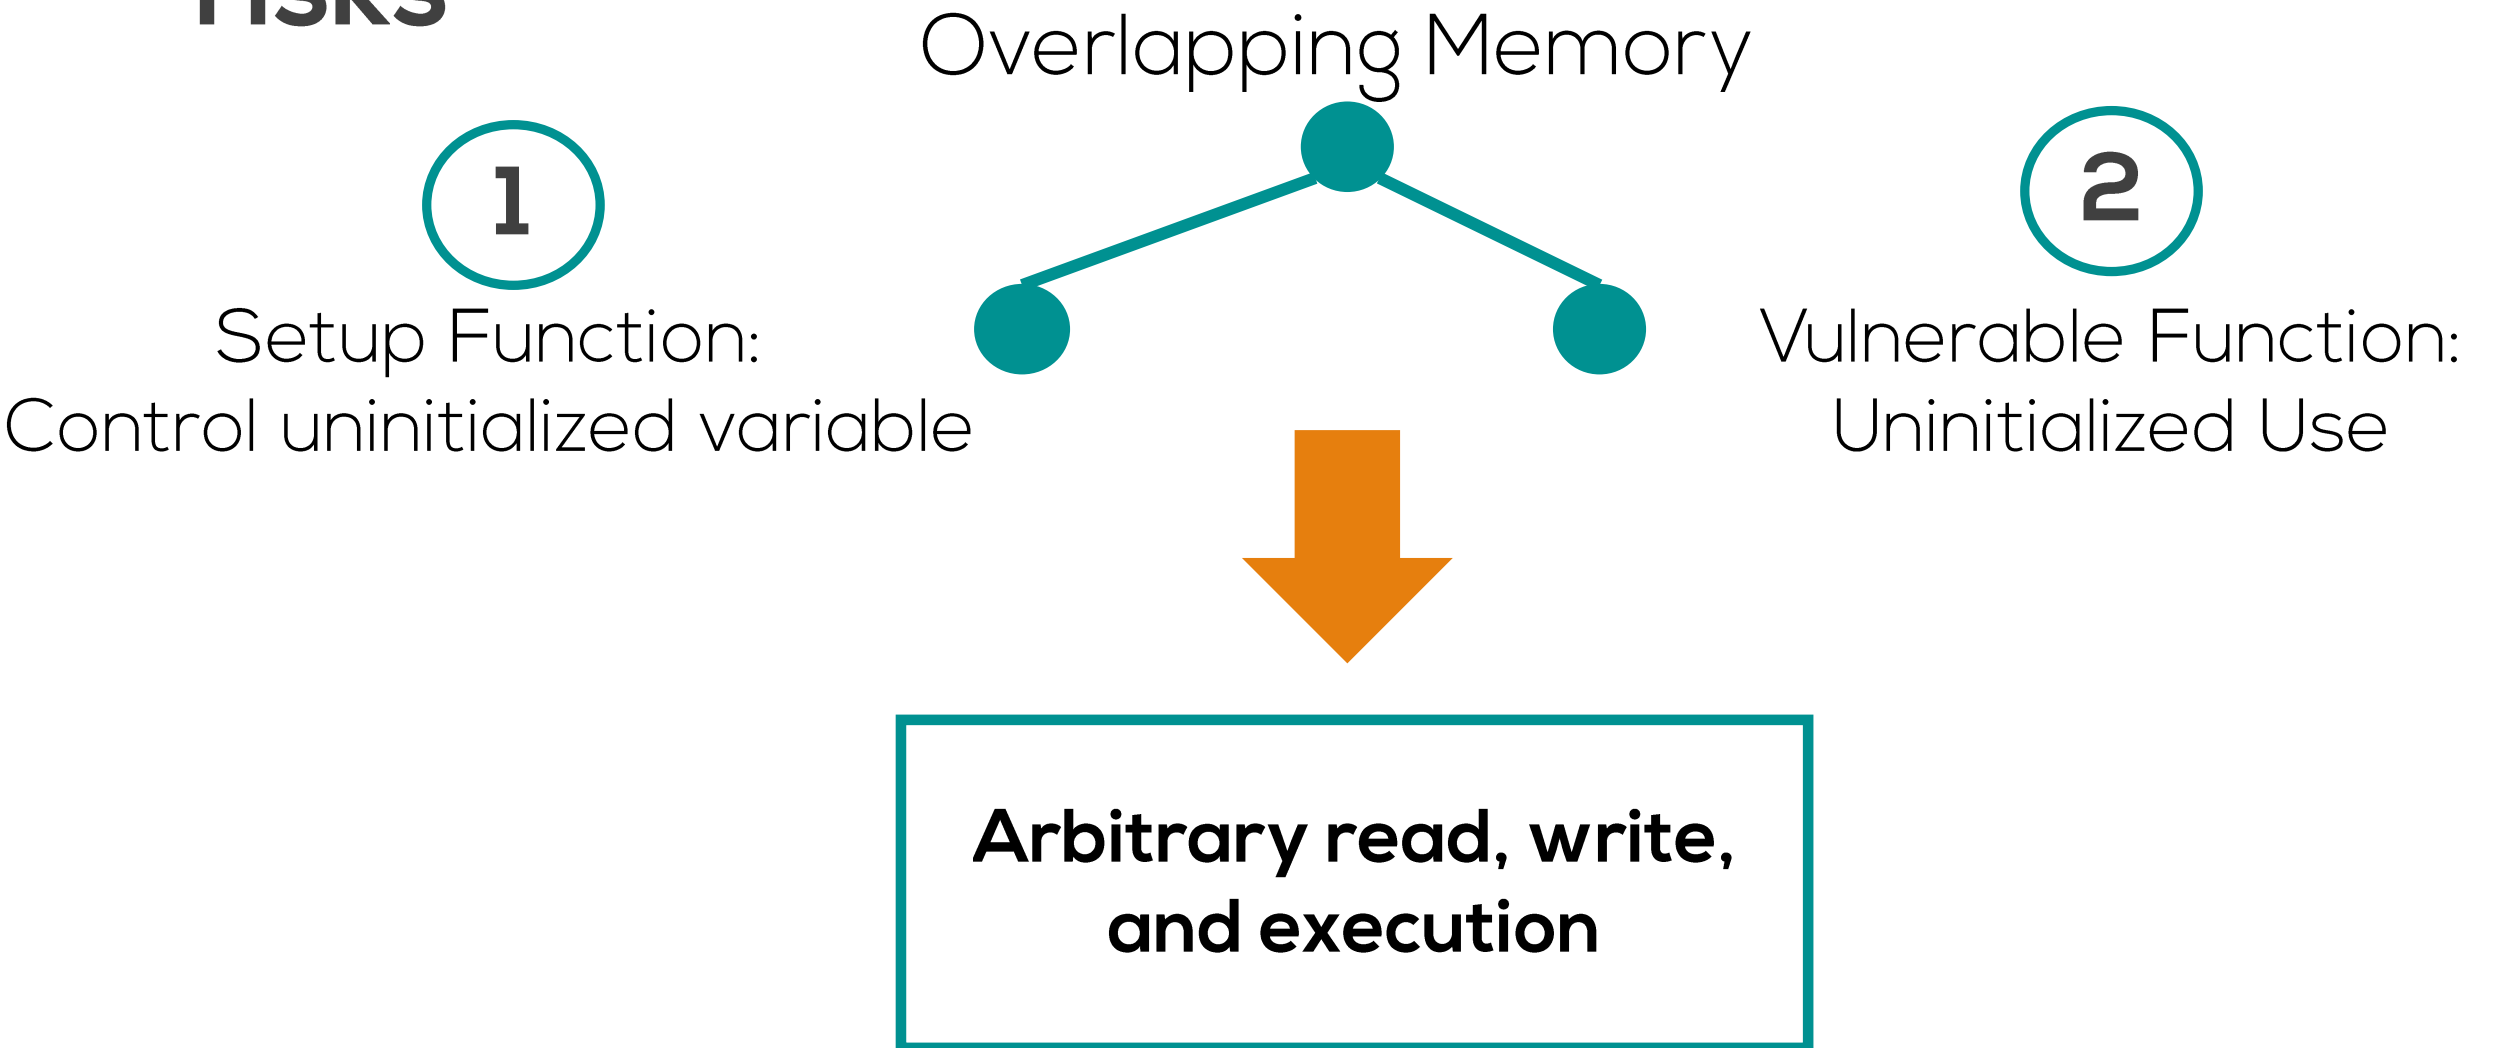 Overlapping Memory
1
2
Setup Function:
Control uninitialized variable
Vulnerable Function:
Uninitialized Use
Arbitrary read, write,
and execution